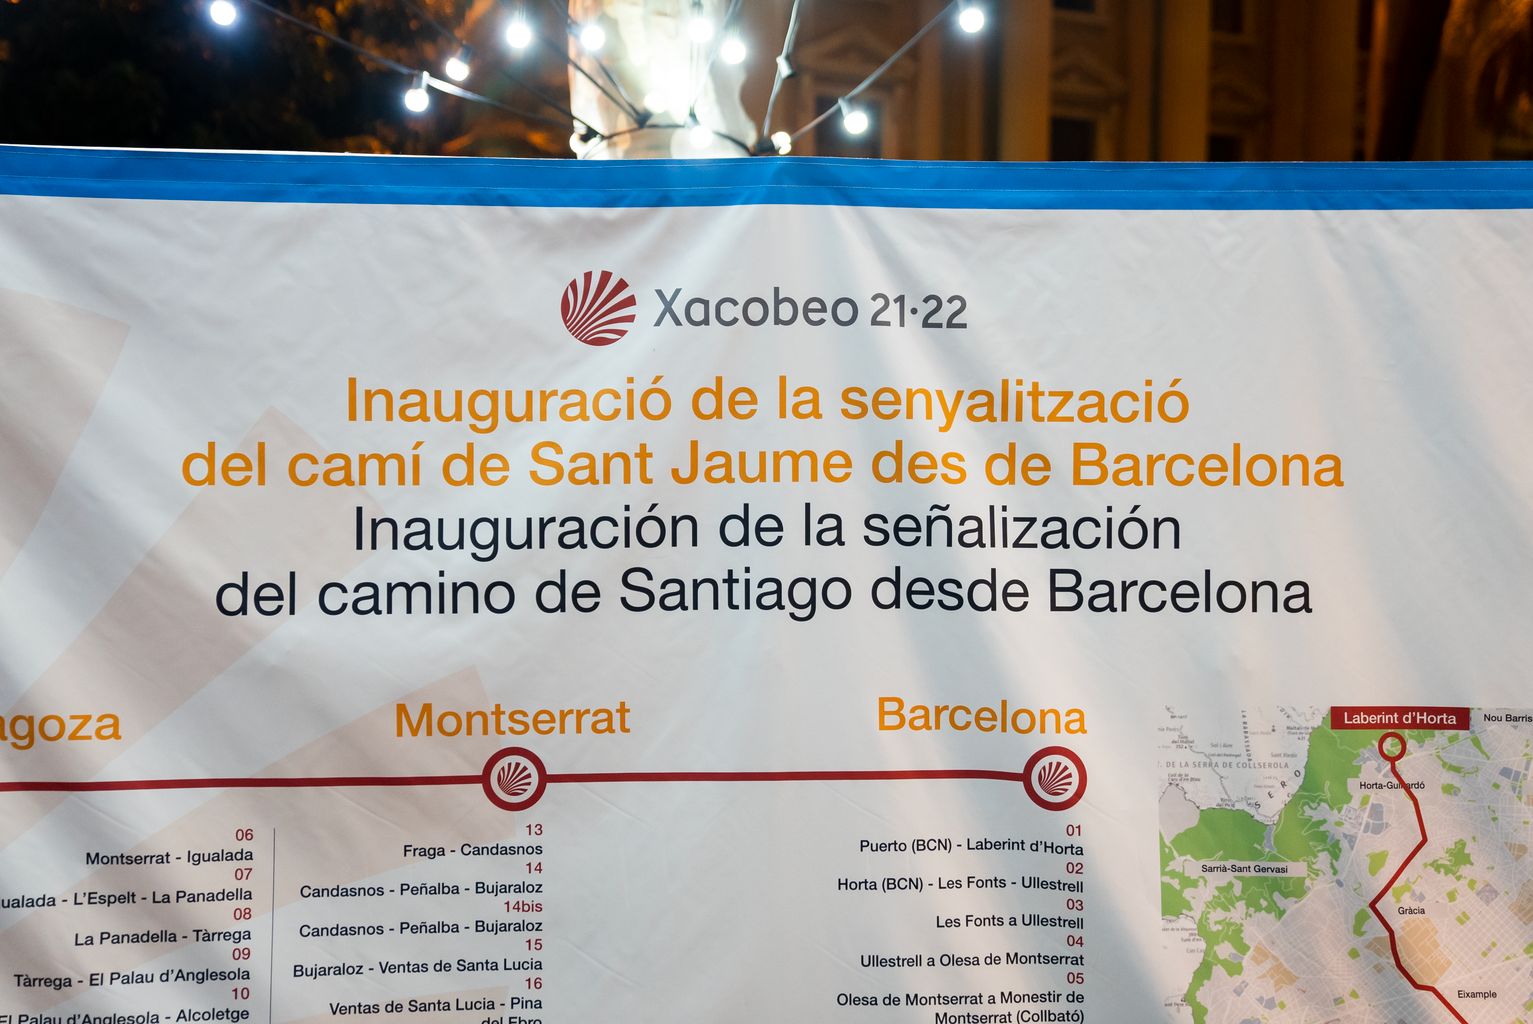 Xacobeo 21·22
Inauguració de la senyalització
del camí de Sant Jaume des de Barcelona
Inauguración de la señalización
del camino de Santiago desde Barcelona
agoza
Montserrat
Barcelona
06
Montserrat - Igualada
07
ualada - L'Espelt - La Panadella
08
La Panadella - Tàrrega
09
Tàrrega - El Palau d'Anglesola
10
El Palau d'Anglesola - Alcoletge
13
Fraga - Candasnos
14
Candasnos - Peñalba - Bujaraloz
14bis
Candasnos - Peñalba - Bujaraloz
15
Bujaraloz - Ventas de Santa Lucia
16
Ventas de Santa Lucia - Pina
del Ebro
01
Puerto (BCN) - Laberint d'Horta
02
Horta (BCN) - Les Fonts - Ullestrell
03
Les Fonts a Ullestrell
04
Ullestrell a Olesa de Montserrat
05
Olesa de Montserrat a Monestir de
Montserrat (Collbató)
Laberint d'Horta
Nou Barris
DE LA SERRA DE COLLSEROLA
Horta-Guinardó
Sarrià-Sant Gervasi
Gràcia
Eixample